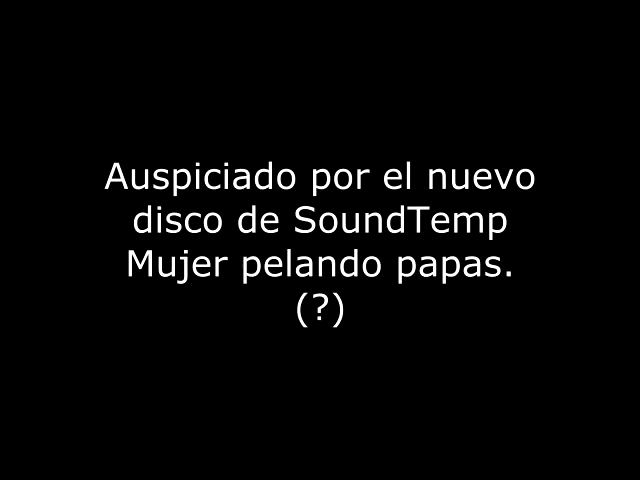 Auspiciado por el nuevo
disco de SoundTemp
Mujer pelando papas.
(?)